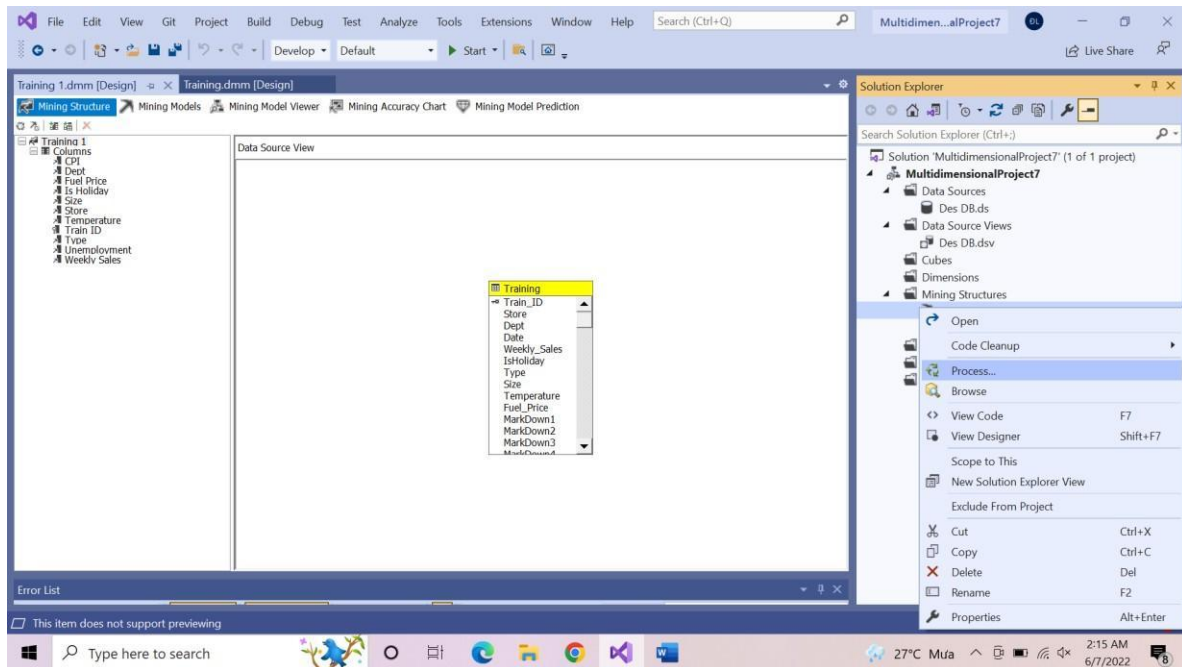 File Edit View Git Project Build Debug Test Analyze Tools Extensions Window Help Search (Ctrl+Q) Multidimen...alProject7 DL
Develop Default Start Live Share
Training 1.dmm [Design] Training.dmm [Design]
Mining Structure Mining Models Mining Model Viewer Mining Accuracy Chart Mining Model Prediction
Training 1
Columns
CPI
Dept
Fuel Price
Is Holiday
Size
Store
Temperature
Train ID
Type
Unemployment
Weekly Sales
Data Source View
Training
Train_ID
Store
Dept
Date
Weekly_Sales
IsHoliday
Type
Size
Temperature
Fuel_Price
MarkDown1
MarkDown2
MarkDown3
MarkDown4
Solution Explorer
Search Solution Explorer (Ctrl+;)
Solution 'MultidimensionalProject7' (1 of 1 project)
MultidimensionalProject7
Data Sources
Des DB.ds
Data Source Views
Des DB.dsv
Cubes
Dimensions
Mining Structures
Open
Code Cleanup
Process...
Browse
View Code F7
View Designer Shift+F7
Scope to This
New Solution Explorer View
Exclude From Project
Cut Ctrl+X
Copy Ctrl+C
Delete Del
Rename F2
Properties Alt+Enter
Error List
This item does not support previewing
Type here to search 27°C Mưa 2:15 AM
6/7/2022 8